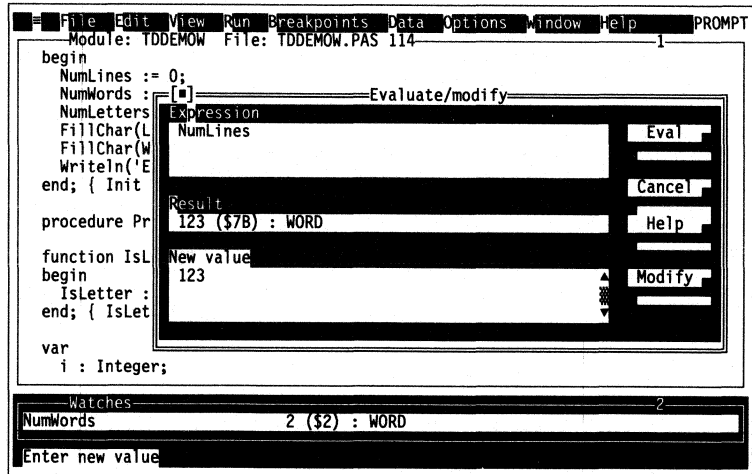 ≡ File Edit View Run Breakpoints Data Options Window Help PROMPT
Module: TDDEMOW File: TDDEMOW.PAS 114 1
begin
NumLines := 0;
NumWords :
NumLetters
FillChar(L
FillChar(W
Writeln('E
end; { Init
procedure Pr
function IsL
begin
IsLetter :
end; { IsLet
var
i : Integer;
[■] Evaluate/modify
Expression
NumLines
Eval
Cancel
Result
123 ($7B) : WORD
Help
New value
123
Modify
Watches 2
NumWords 2 ($2) : WORD
Enter new value